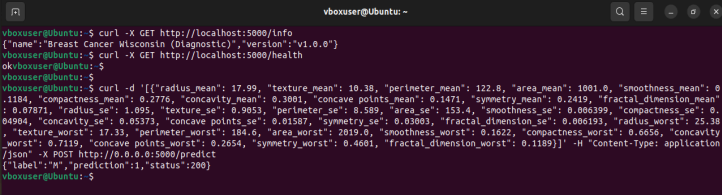 vboxuser@Ubuntu: ~
vboxuser@Ubuntu:~$ curl -X GET http://localhost:5000/info
{"name":"Breast Cancer Wisconsin (Diagnostic)","version":"v1.0.0"}
vboxuser@Ubuntu:~$ curl -X GET http://localhost:5000/health
okvboxuser@Ubuntu:~$
vboxuser@Ubuntu:~$
vboxuser@Ubuntu:~$ curl -d '[{"radius_mean": 17.99, "texture_mean": 10.38, "perimeter_mean": 122.8, "area_mean": 1001.0, "smoothness_mean": 0
.1184, "compactness_mean": 0.2776, "concavity_mean": 0.3001, "concave points_mean": 0.1471, "symmetry_mean": 0.2419, "fractal_dimension_mean"
: 0.07871, "radius_se": 1.095, "texture_se": 0.9053, "perimeter_se": 8.589, "area_se": 153.4, "smoothness_se": 0.006399, "compactness_se": 0.
04904, "concavity_se": 0.05373, "concave points_se": 0.01587, "symmetry_se": 0.03003, "fractal_dimension_se": 0.006193, "radius_worst": 25.38
, "texture_worst": 17.33, "perimeter_worst": 184.6, "area_worst": 2019.0, "smoothness_worst": 0.1622, "compactness_worst": 0.6656, "concavity
_worst": 0.7119, "concave points_worst": 0.2654, "symmetry_worst": 0.4601, "fractal_dimension_worst": 0.1189}]' -H "Content-Type: application
/json" -X POST http://0.0.0.0:5000/predict
{"label":"M","prediction":1,"status":200}
vboxuser@Ubuntu:~$